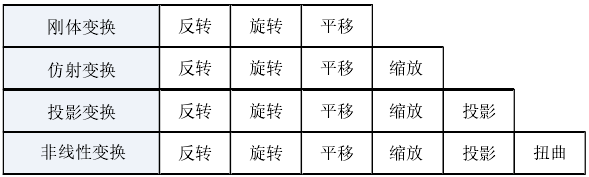 刚体变换 反转 旋转 平移
仿射变换 反转 旋转 平移 缩放
投影变换 反转 旋转 平移 缩放 投影
非线性变换 反转 旋转 平移 缩放 投影 扭曲